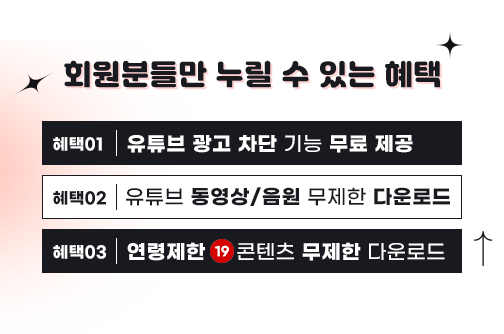 회원분들만 누릴 수 있는 혜택
혜택01 유튜브 광고 차단 기능 무료 제공
혜택02 유튜브 동영상/음원 무제한 다운로드
혜택03 연령제한 19 콘텐츠 무제한 다운로드